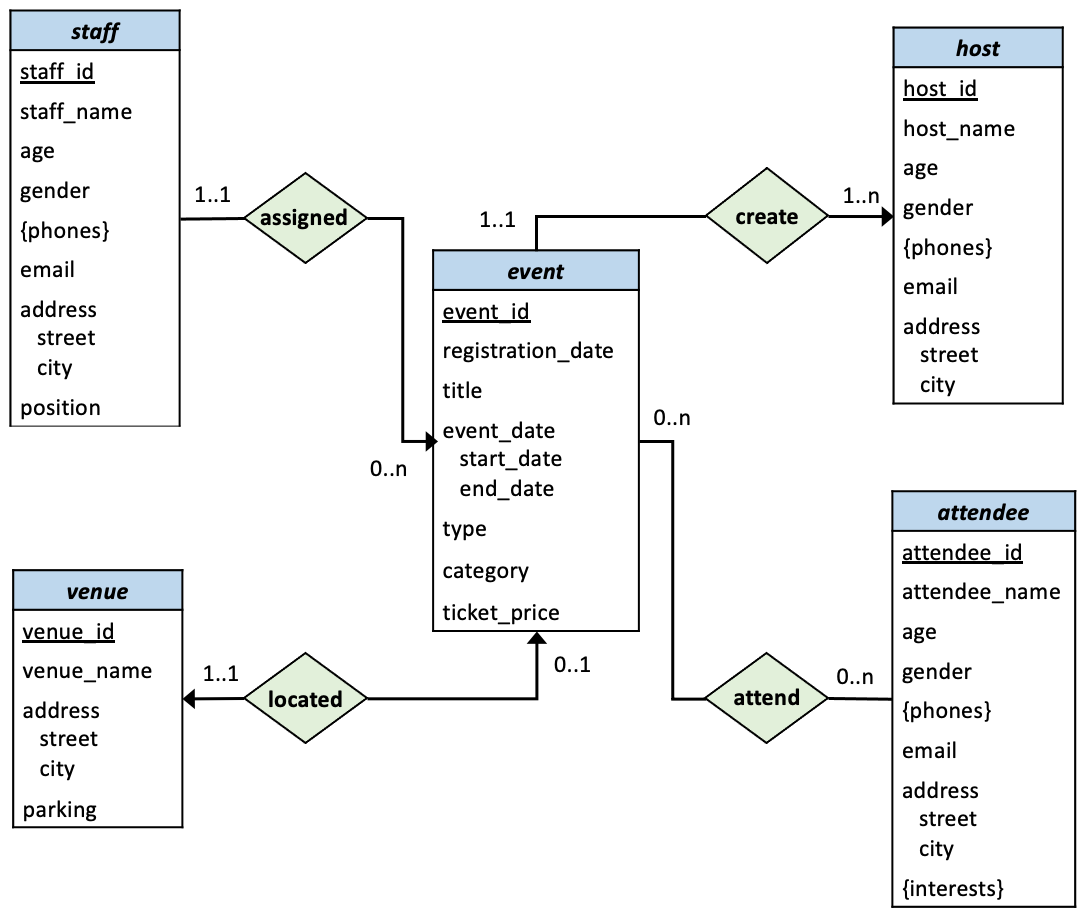 staff
staff_id
staff_name
age
gender
{phones}
email
address
street
city
position
1..1
assigned
0..n
host
host_id
host_name
age
gender
{phones}
email
address
street
city
1..1
create
1..n
event
event_id
registration_date
title
event_date
start_date
end_date
type
category
ticket_price
venue
venue_id
venue_name
address
street
city
parking
1..1
located
0..1
0..n
attend
0..n
attendee
attendee_id
attendee_name
age
gender
{phones}
email
address
street
city
{interests}